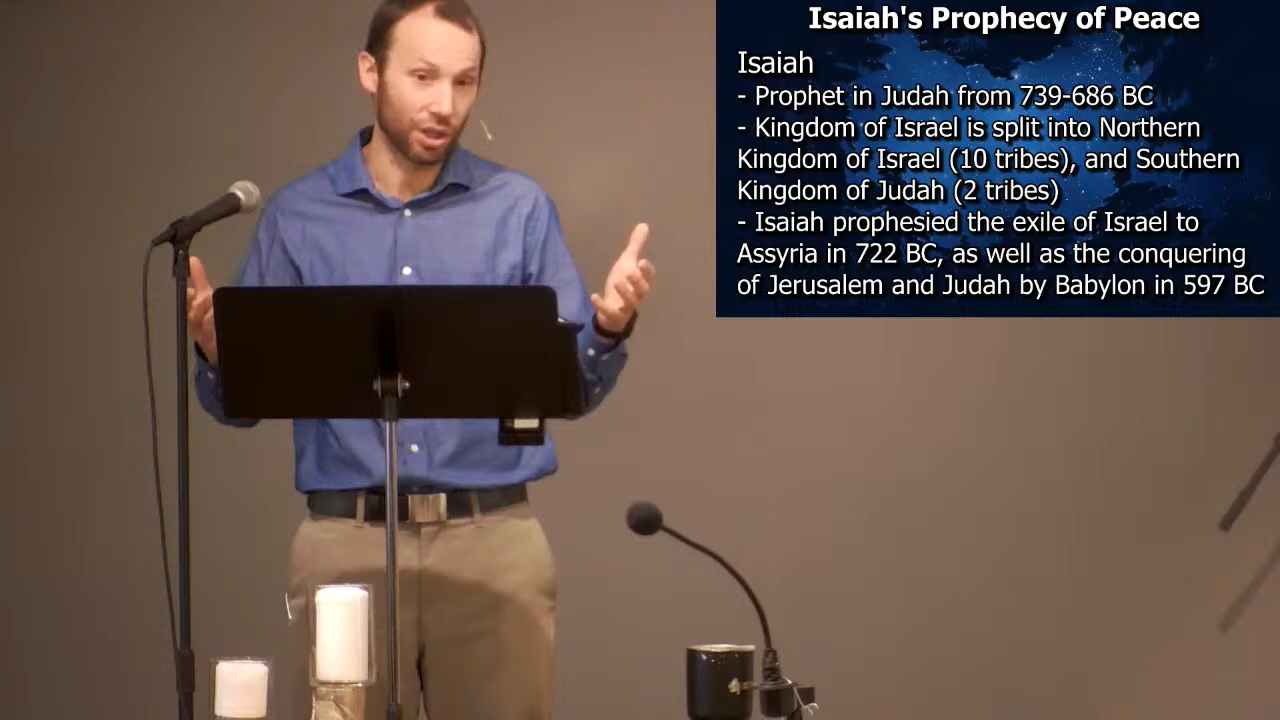 Isaiah's Prophecy of Peace
Isaiah
- Prophet in Judah from 739-686 BC
- Kingdom of Israel is split into Northern
Kingdom of Israel (10 tribes), and Southern
Kingdom of Judah (2 tribes)
- Isaiah prophesied the exile of Israel to
Assyria in 722 BC, as well as the conquering
of Jerusalem and Judah by Babylon in 597 BC